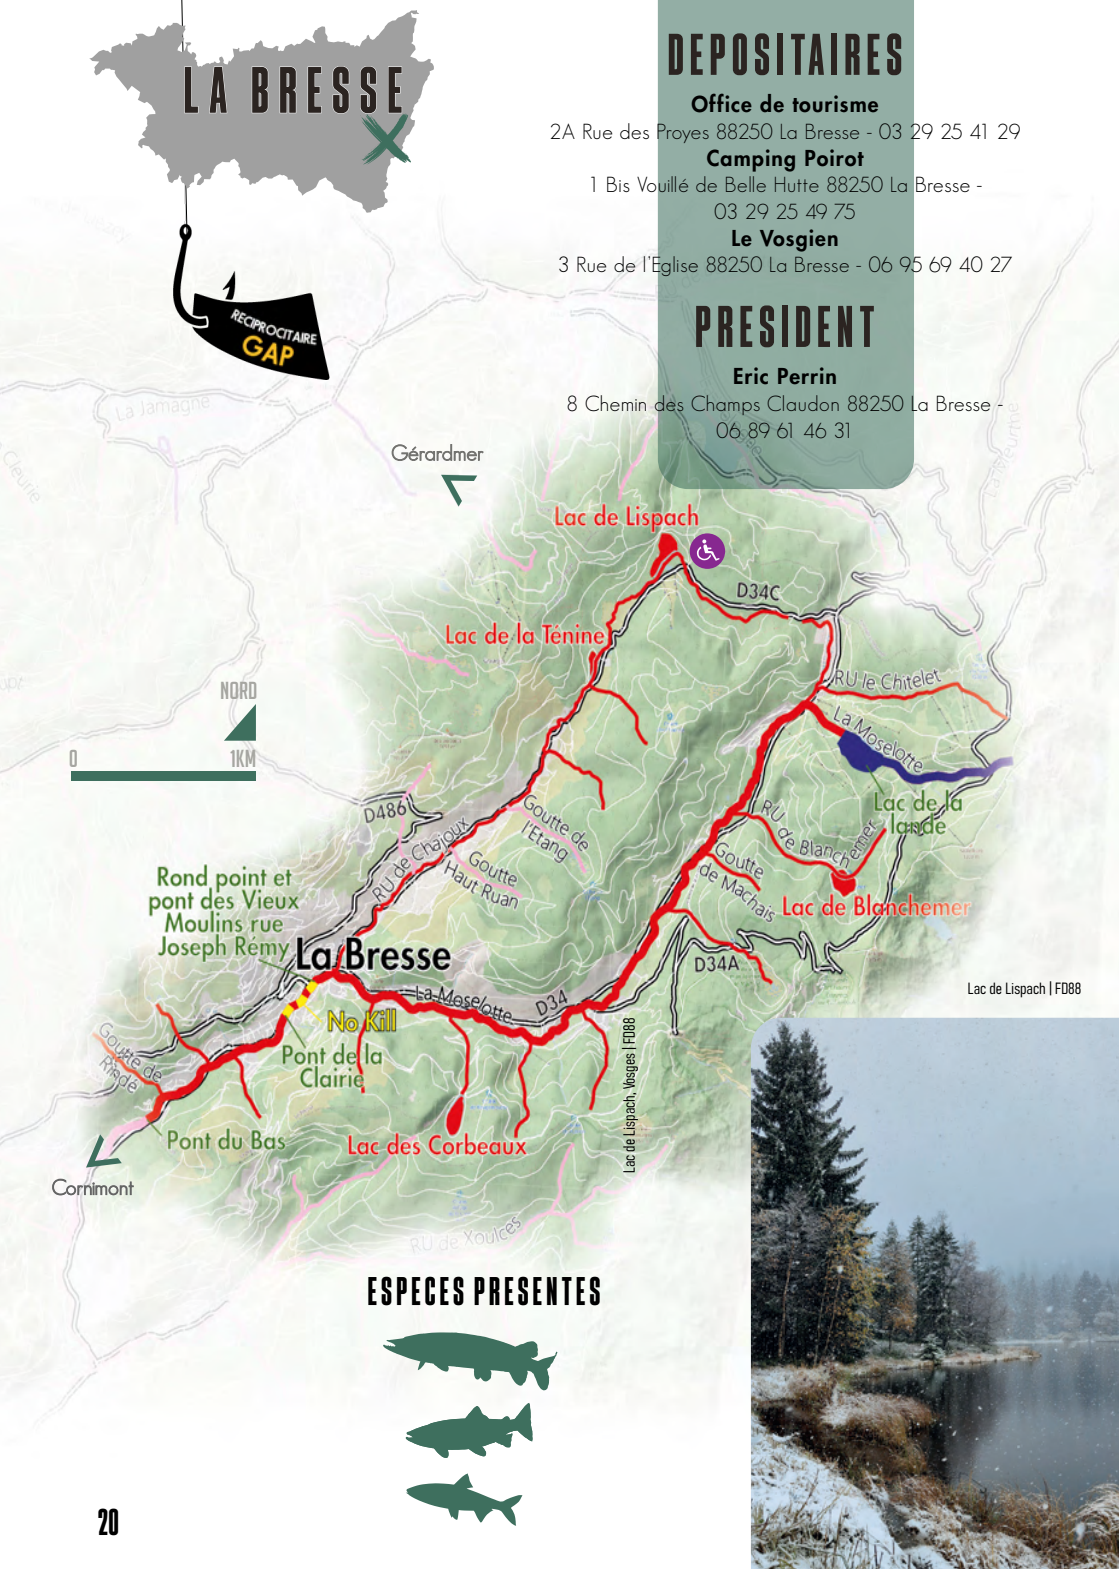 LA BRESSE
RECIPROCITAIRE
GAP
DEPOSITAIRES
Office de tourisme
2A Rue des Proyes 88250 La Bresse - 03 29 25 41 29
Camping Poirot
1 Bis Vouillé de Belle Hutte 88250 La Bresse -
03 29 25 49 75
Le Vosgien
3 Rue de l'Eglise 88250 La Bresse - 06 95 69 40 27
PRESIDENT
Eric Perrin
8 Chemin des Champs Claudon 88250 La Bresse -
06 89 61 46 31
La Jamagne
Cleurie
La Meurthe
Gérardmer
Lac de Lispach
D34C
Lac de la Ténine
RU le Chitelet
NORD
0
1KM
La Moselotte
Lac de la
lande
D486
RU de Chajoux
Goutte de
l'Etang
Goutte
Haut Ruan
RU de Blanchemer
Goutte
de Machais
Lac de Blanchemer
Rond point et
pont des Vieux
Moulins rue
Joseph Rémy
La Bresse
D34A
La Moselotte
D34
No Kill
Pont de la
Clairie
Goutte de
Rindé
Pont du Bas
Lac des Corbeaux
Cornimont
RU de Xoulces
Lac de Lispach | FD88
Lac de Lispach, Vosges | FD88
ESPECES PRESENTES
20